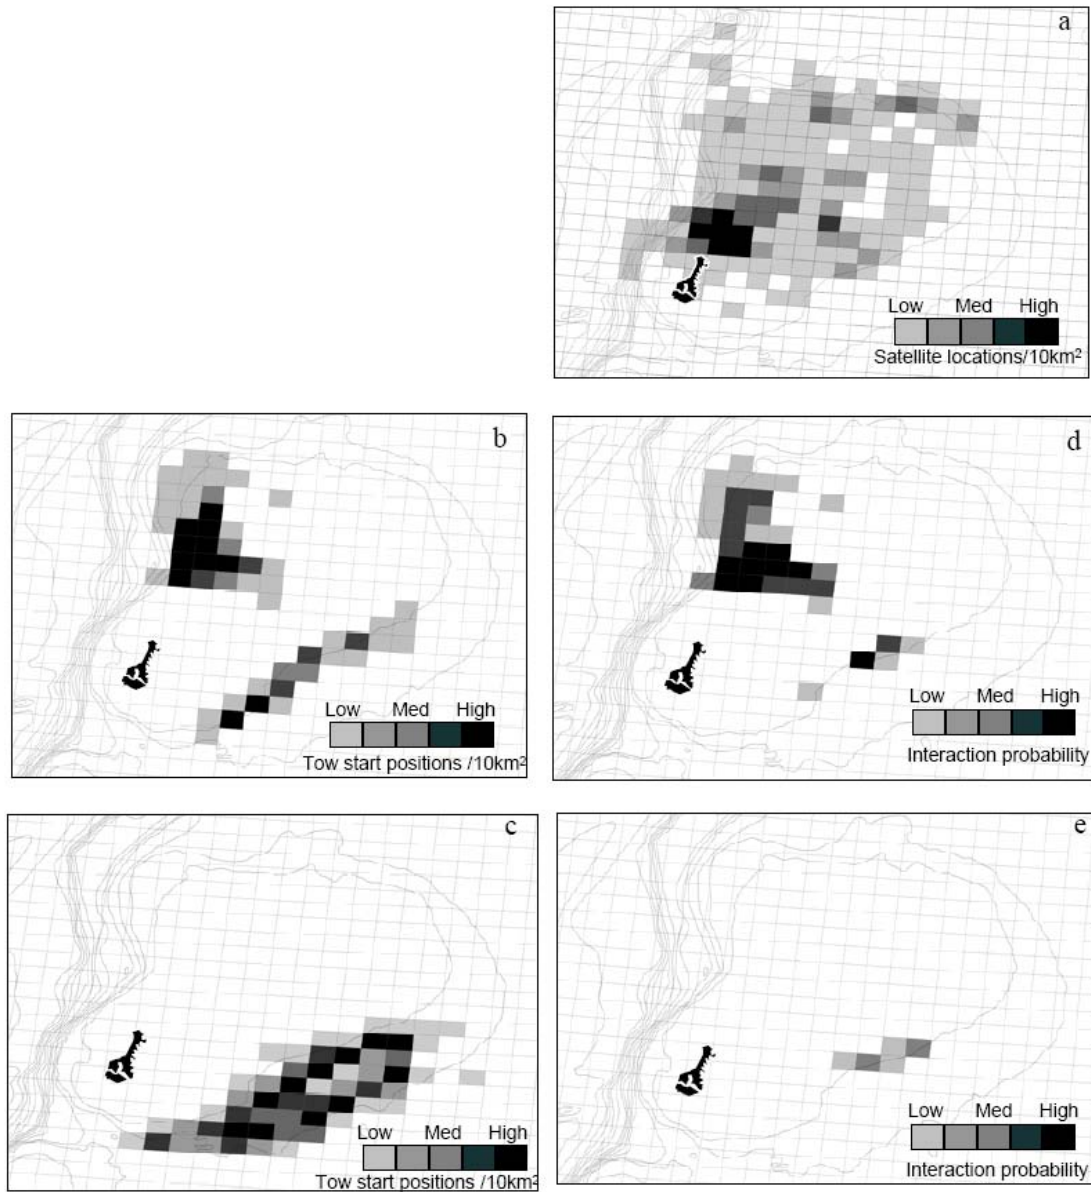 a
Low Med High
Satellite locations/10km²
b
Low Med High
Tow start positions /10km²
d
Low Med High
Interaction probability
c
Low Med High
Tow start positions /10km²
e
Low Med High
Interaction probability